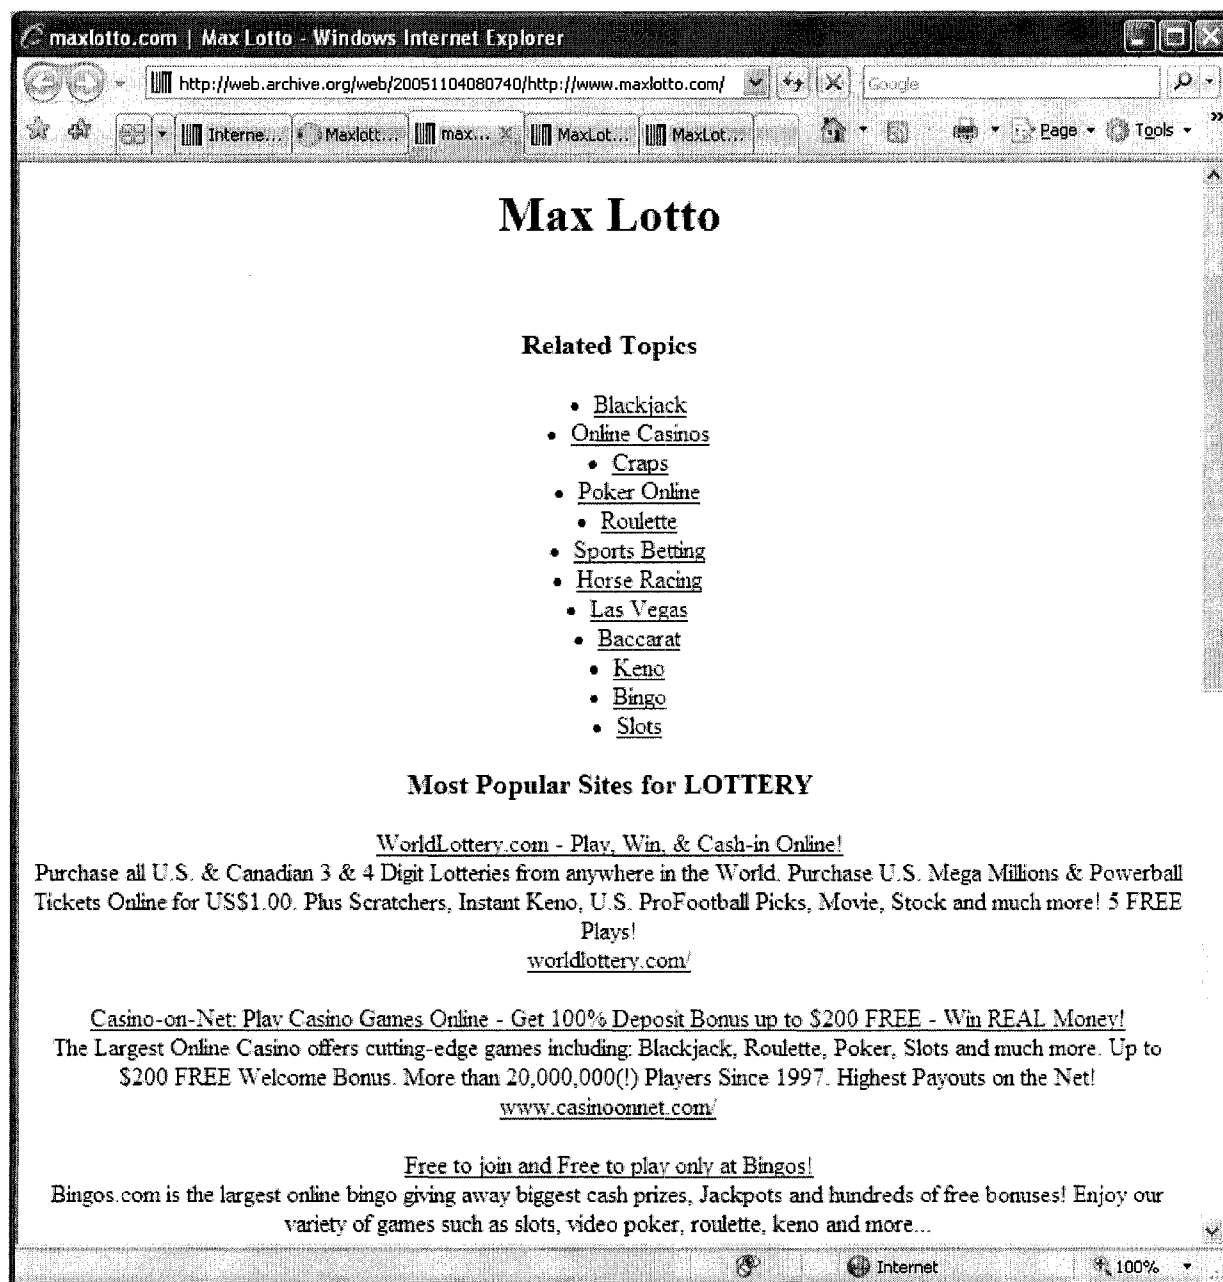 maxlotto.com | Max Lotto - Windows Internet Explorer
http://web.archive.org/web/20051104080740/http://www.maxlotto.com/
Google
Interne... Maxlott... max... MaxLot... MaxLot... Page Tools »
Max Lotto
Related Topics
• Blackjack
• Online Casinos
• Craps
• Poker Online
• Roulette
• Sports Betting
• Horse Racing
• Las Vegas
• Baccarat
• Keno
• Bingo
• Slots
Most Popular Sites for LOTTERY
WorldLottery.com - Play, Win, & Cash-in Online!
Purchase all U.S. & Canadian 3 & 4 Digit Lotteries from anywhere in the World. Purchase U.S. Mega Millions & Powerball
Tickets Online for US$1.00. Plus Scratchers, Instant Keno, U.S. ProFootball Picks, Movie, Stock and much more! 5 FREE
Plays!
worldlottery.com/
Casino-on-Net: Play Casino Games Online - Get 100% Deposit Bonus up to $200 FREE - Win REAL Money!
The Largest Online Casino offers cutting-edge games including: Blackjack, Roulette, Poker, Slots and much more. Up to
$200 FREE Welcome Bonus. More than 20,000,000(!) Players Since 1997. Highest Payouts on the Net!
www.casinoonnet.com/
Free to join and Free to play only at Bingos!
Bingos.com is the largest online bingo giving away biggest cash prizes, Jackpots and hundreds of free bonuses! Enjoy our
variety of games such as slots, video poker, roulette, keno and more...
Internet 100%